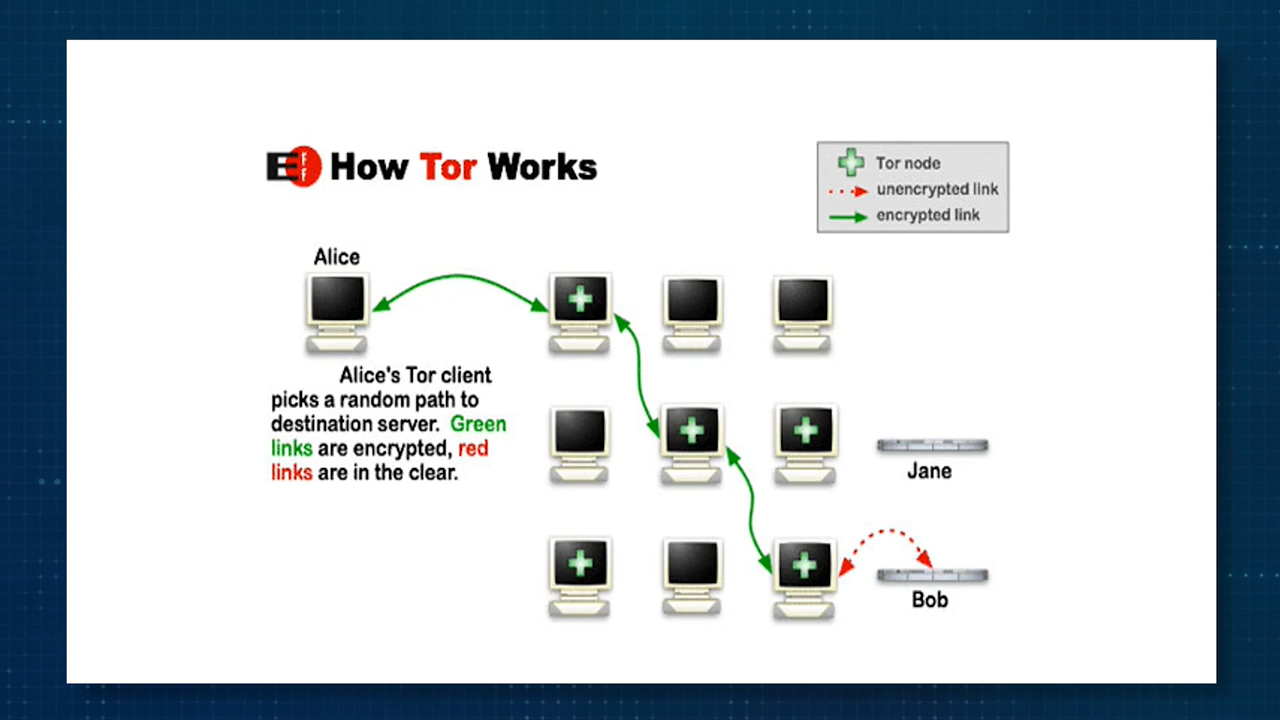 EFF How Tor Works
Tor node
unencrypted link
encrypted link
Alice
Alice's Tor client
picks a random path to
destination server. Green
links are encrypted, red
links are in the clear.
Jane
Bob